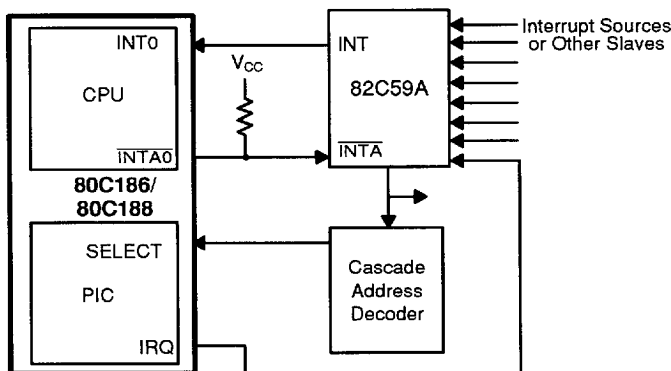 INT0
CPU
INTA0
80C186/
80C188
SELECT
PIC
IRQ
VCC
INT
82C59A
INTA
Interrupt Sources
or Other Slaves
Cascade
Address
Decoder